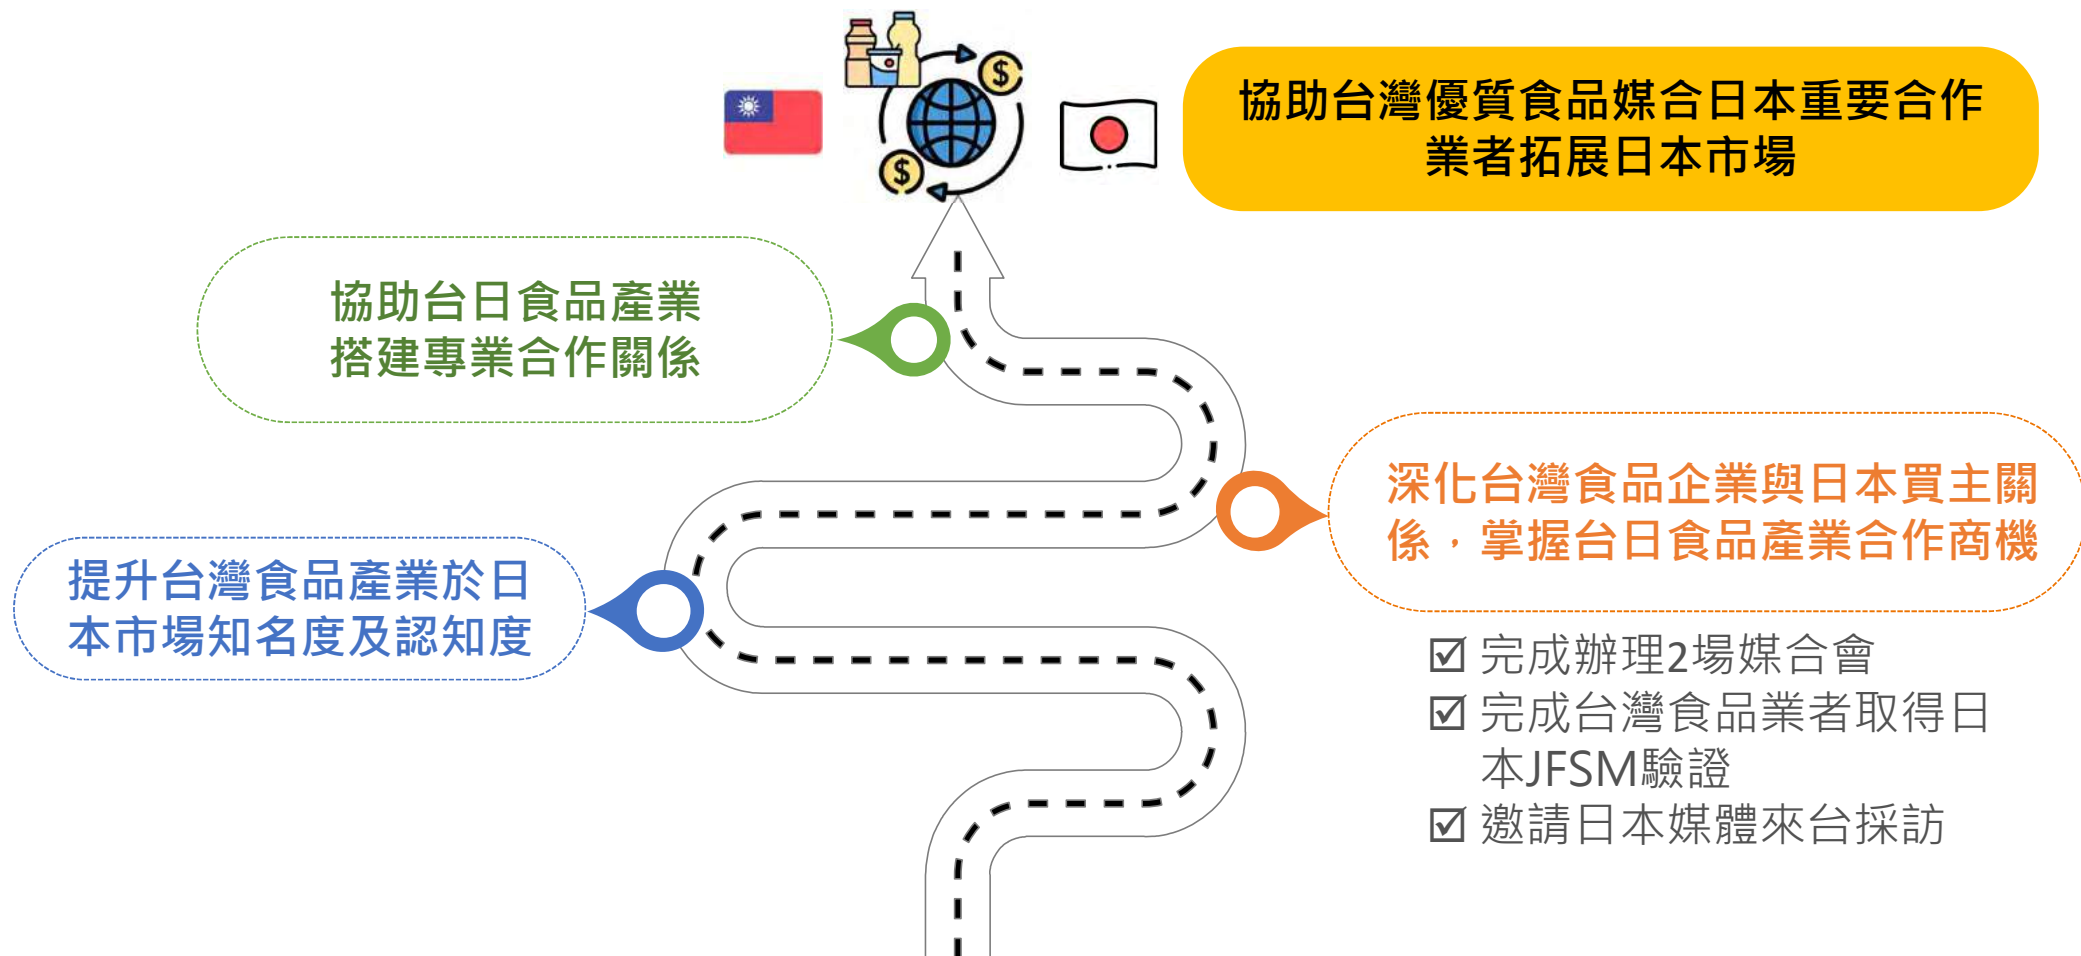 協助台灣優質食品媒合日本重要合作
業者拓展日本市場
協助台日食品產業
搭建專業合作關係
深化台灣食品企業與日本買主關
係，掌握台日食品產業合作商機
提升台灣食品產業於日
本市場知名度及認知度
☑ 完成辦理2場媒合會
☑ 完成台灣食品業者取得日
本JFSM驗證
☑ 邀請日本媒體來台採訪
$
$